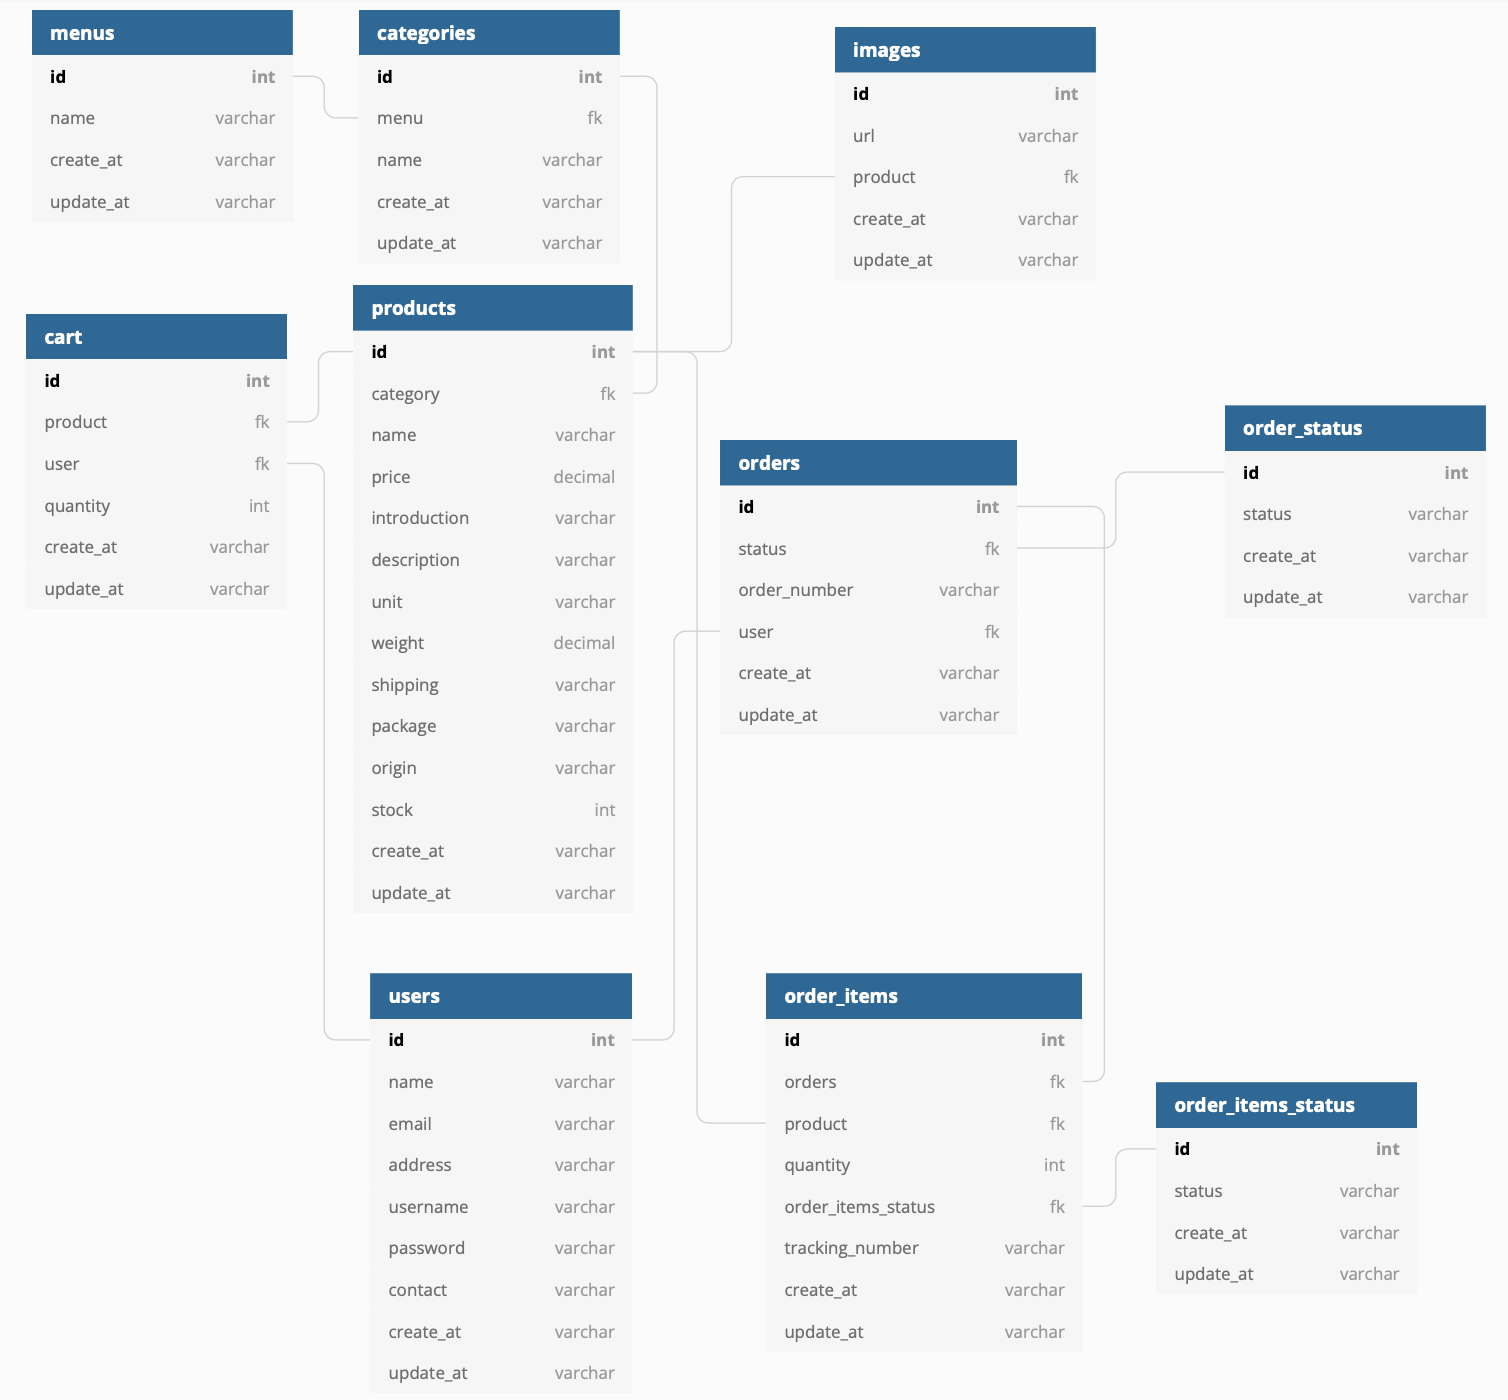 menus
id int
name varchar
create_at varchar
update_at varchar
categories
id int
menu fk
name varchar
create_at varchar
update_at varchar
images
id int
url varchar
product fk
create_at varchar
update_at varchar
cart
id int
product fk
user fk
quantity int
create_at varchar
update_at varchar
products
id int
category fk
name varchar
price decimal
introduction varchar
description varchar
unit varchar
weight decimal
shipping varchar
package varchar
origin varchar
stock int
create_at varchar
update_at varchar
orders
id int
status fk
order_number varchar
user fk
create_at varchar
update_at varchar
order_status
id int
status varchar
create_at varchar
update_at varchar
users
id int
name varchar
email varchar
address varchar
username varchar
password varchar
contact varchar
create_at varchar
update_at varchar
order_items
id int
orders fk
product fk
quantity int
order_items_status fk
tracking_number varchar
create_at varchar
update_at varchar
order_items_status
id int
status varchar
create_at varchar
update_at varchar